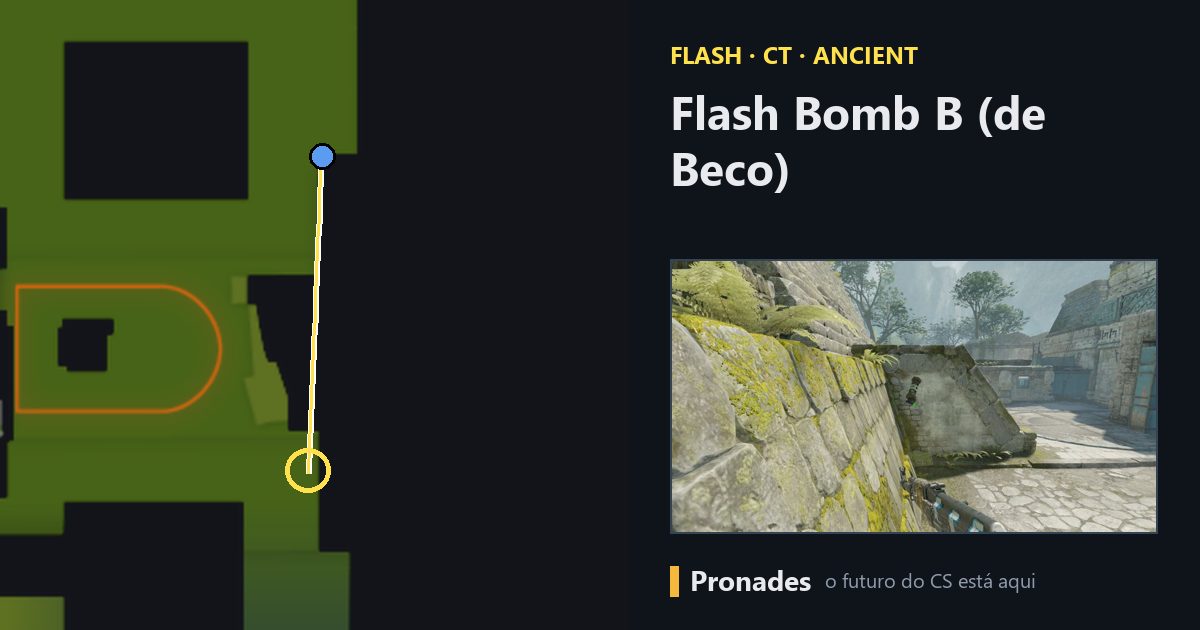 FLASH · CT · ANCIENT
Flash Bomb B (de
Beco)
Pronades o futuro do CS está aqui